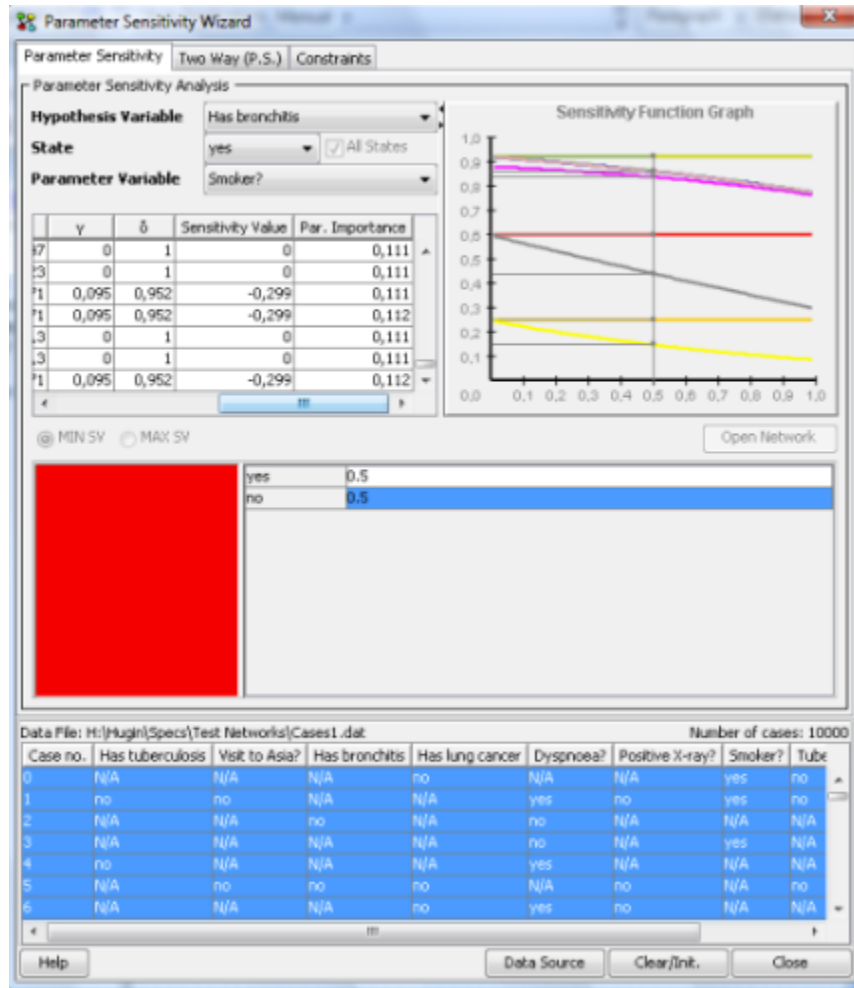 Parameter Sensitivity Wizard
Parameter Sensitivity Two Way (P.S.) Constraints
Parameter Sensitivity Analysis
Hypothesis Variable Has bronchitis
State yes All States
Parameter Variable Smoker?
γ δ Sensitivity Value Par. Importance
0 1 0 0,111
0 1 0 0,111
0,095 0,952 -0,299 0,111
0,095 0,952 -0,299 0,112
0 1 0 0,111
0 1 0 0,111
0,095 0,952 -0,299 0,112
Sensitivity Function Graph
1,0
0,9
0,8
0,7
0,6
0,5
0,4
0,3
0,2
0,1
0,0 0,1 0,2 0,3 0,4 0,5 0,6 0,7 0,8 0,9 1,0
MIN SV MAX SV Open Network
yes 0.5
no 0.5
Data File: H:\Hugin\Specs\Test Networks\Cases1.dat Number of cases: 10000
Case no. Has tuberculosis Visit to Asia? Has bronchitis Has lung cancer Dyspnoea? Positive X-ray? Smoker? Tube
0 N/A N/A N/A no N/A N/A yes no
1 no no N/A N/A yes no yes no
2 N/A N/A no N/A no N/A N/A N/A
3 N/A N/A N/A N/A no N/A yes N/A
4 no N/A N/A N/A yes N/A N/A N/A
5 N/A no no no N/A no N/A no
6 N/A N/A N/A no yes no N/A N/A
Help Data Source Clear/Init. Close